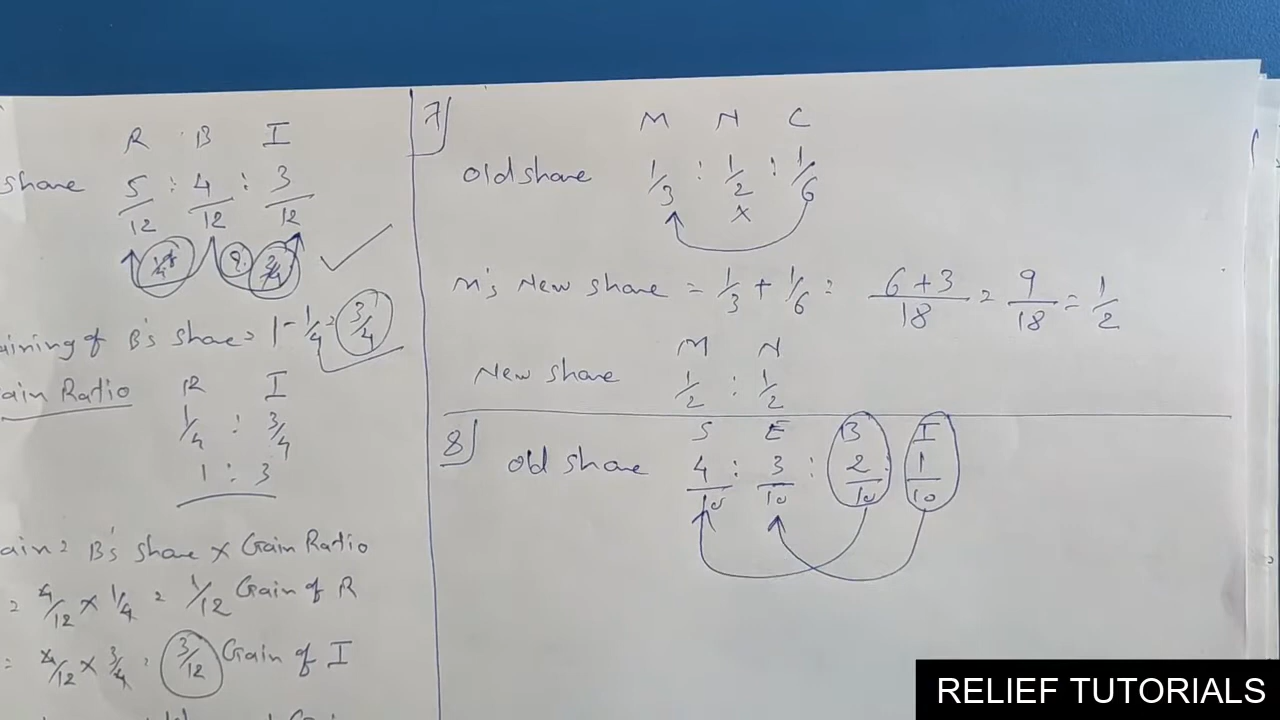 R B I
share 5/12 : 4/12 : 3/12
1/4 3/4
aining of B's share = 1 - 1/4 = 3/4
ain Ratio R I
1/4 : 3/4
1 : 3
ain = B's share × Gain Ratio
= 4/12 × 1/4 = 1/12 Gain of R
= 4/12 × 3/4 = 3/12 Gain of I
7]
M N C
old share 1/3 : 1/2 : 1/6
×
M's New share = 1/3 + 1/6 = 6+3/18 = 9/18 = 1/2
M N
New share 1/2 : 1/2
8]
S E B I
old share 4/10 : 3/10 : 2/10 1/10
RELIEF TUTORIALS